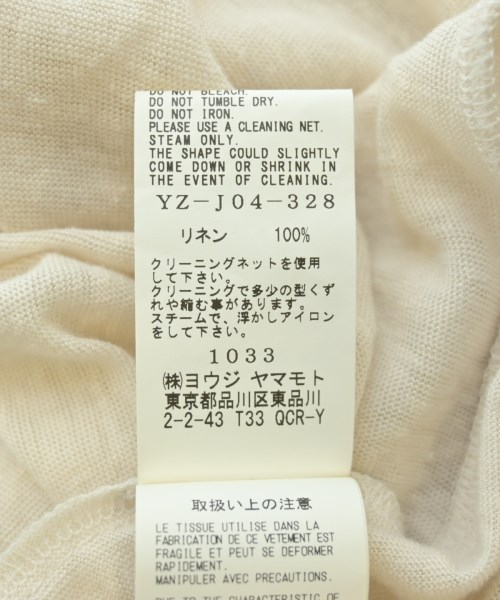 DO NOT BLEACH.
DO NOT TUMBLE DRY.
DO NOT IRON.
PLEASE USE A CLEANING NET.
STEAM ONLY.
THE SHAPE COULD SLIGHTLY
COME DOWN OR SHRINK IN
THE EVENT OF CLEANING.
YZ-J04-328
リネン 100%
クリーニングネットを使用
して下さい。
クリーニングで多少の型くず
れや縮む事があります。
スチームで、浮かしアイロン
をして下さい。
1033
㈱ヨウジ ヤマモト
東京都品川区東品川
2-2-43 T33 QCR-Y
取扱い上の注意
LE TISSUE UTILISE DANS LA
FABRICATION DE CE VETEMENT EST
FRAGILE ET PEUT SE DEFORMER
RAPIDEMENT.
MANIPULER AVEC PRECAUTIONS.
DUE TO THE CHARACTERISTIC OF